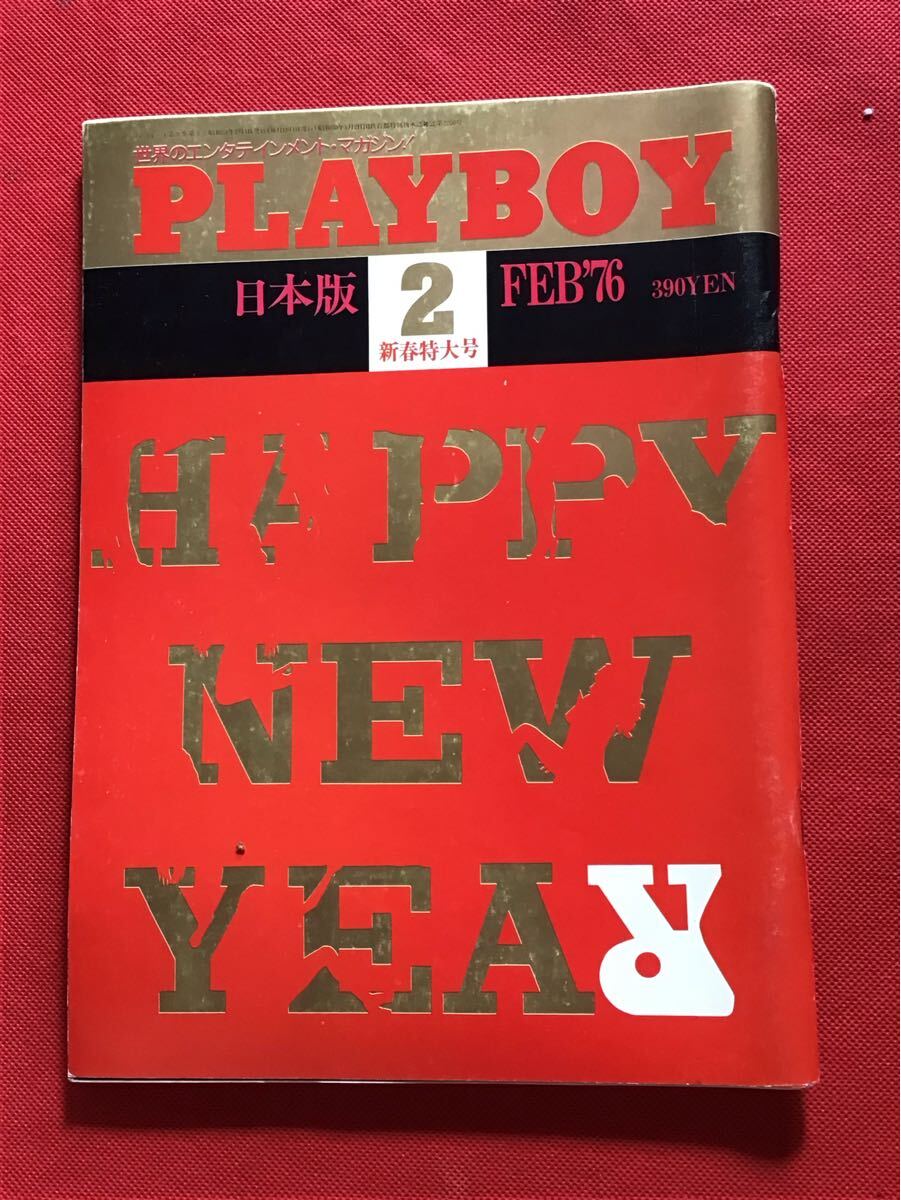 世界のエンタテインメント・マガジン!
PLAYBOY
日本版
2
新春特大号
FEB'76
390YEN
HAPPY
NEW
YEAR